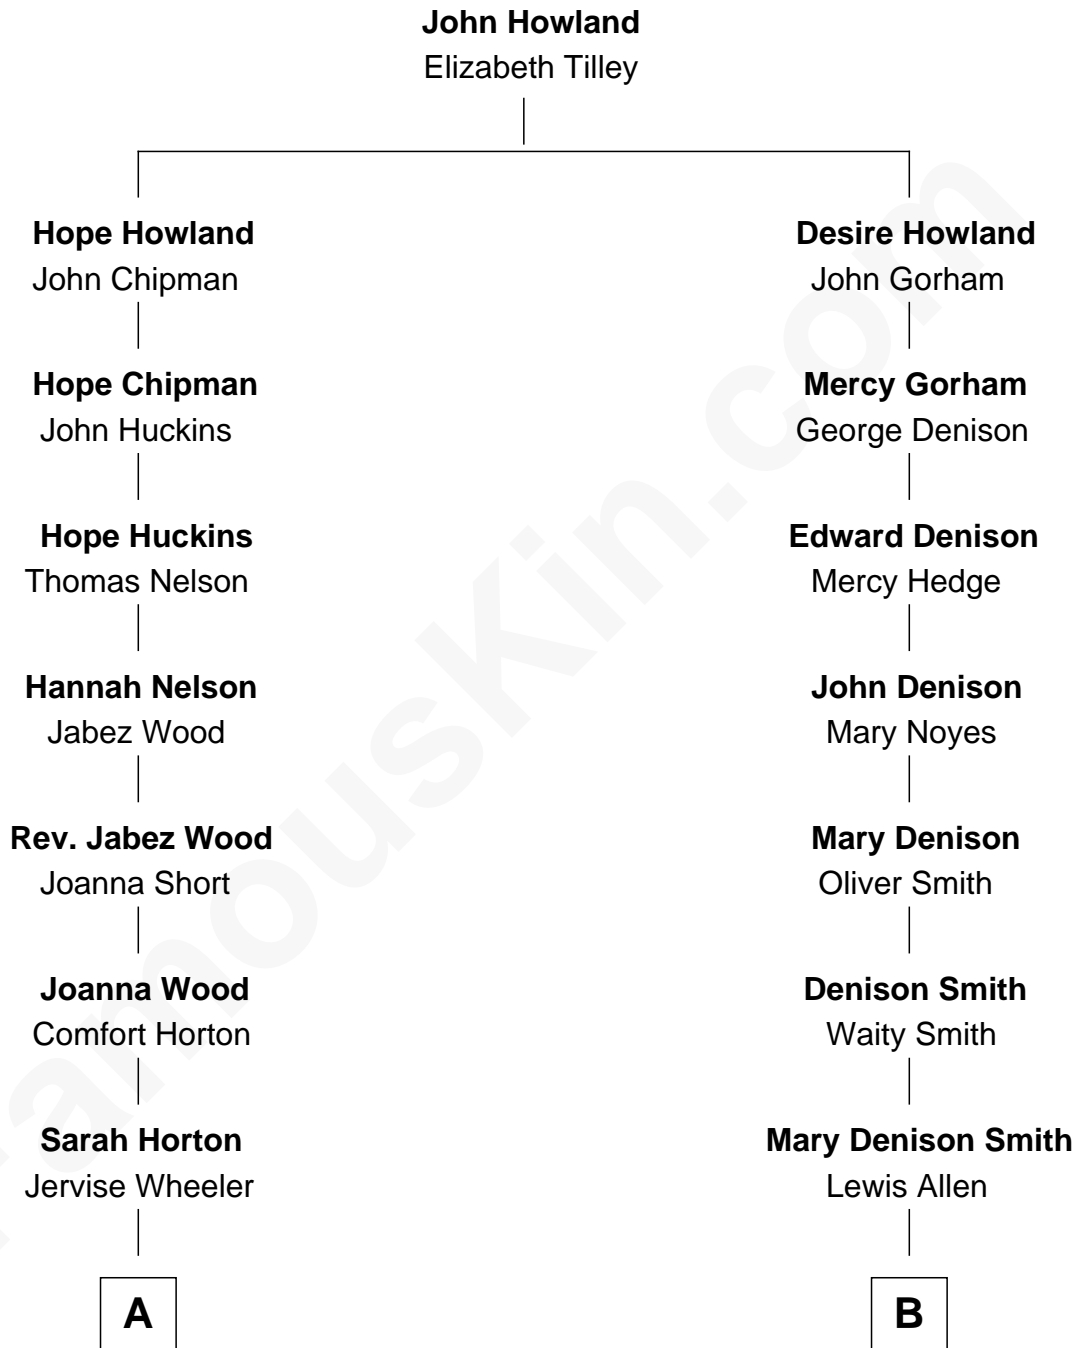 John Howland
Elizabeth Tilley
Hope Howland
John Chipman
Desire Howland
John Gorham
Hope Chipman
John Huckins
Mercy Gorham
George Denison
Hope Huckins
Thomas Nelson
Edward Denison
Mercy Hedge
Hannah Nelson
Jabez Wood
John Denison
Mary Noyes
Rev. Jabez Wood
Joanna Short
Mary Denison
Oliver Smith
Joanna Wood
Comfort Horton
Denison Smith
Waity Smith
Sarah Horton
Jervise Wheeler
Mary Denison Smith
Lewis Allen
A
B
FamousKin.com